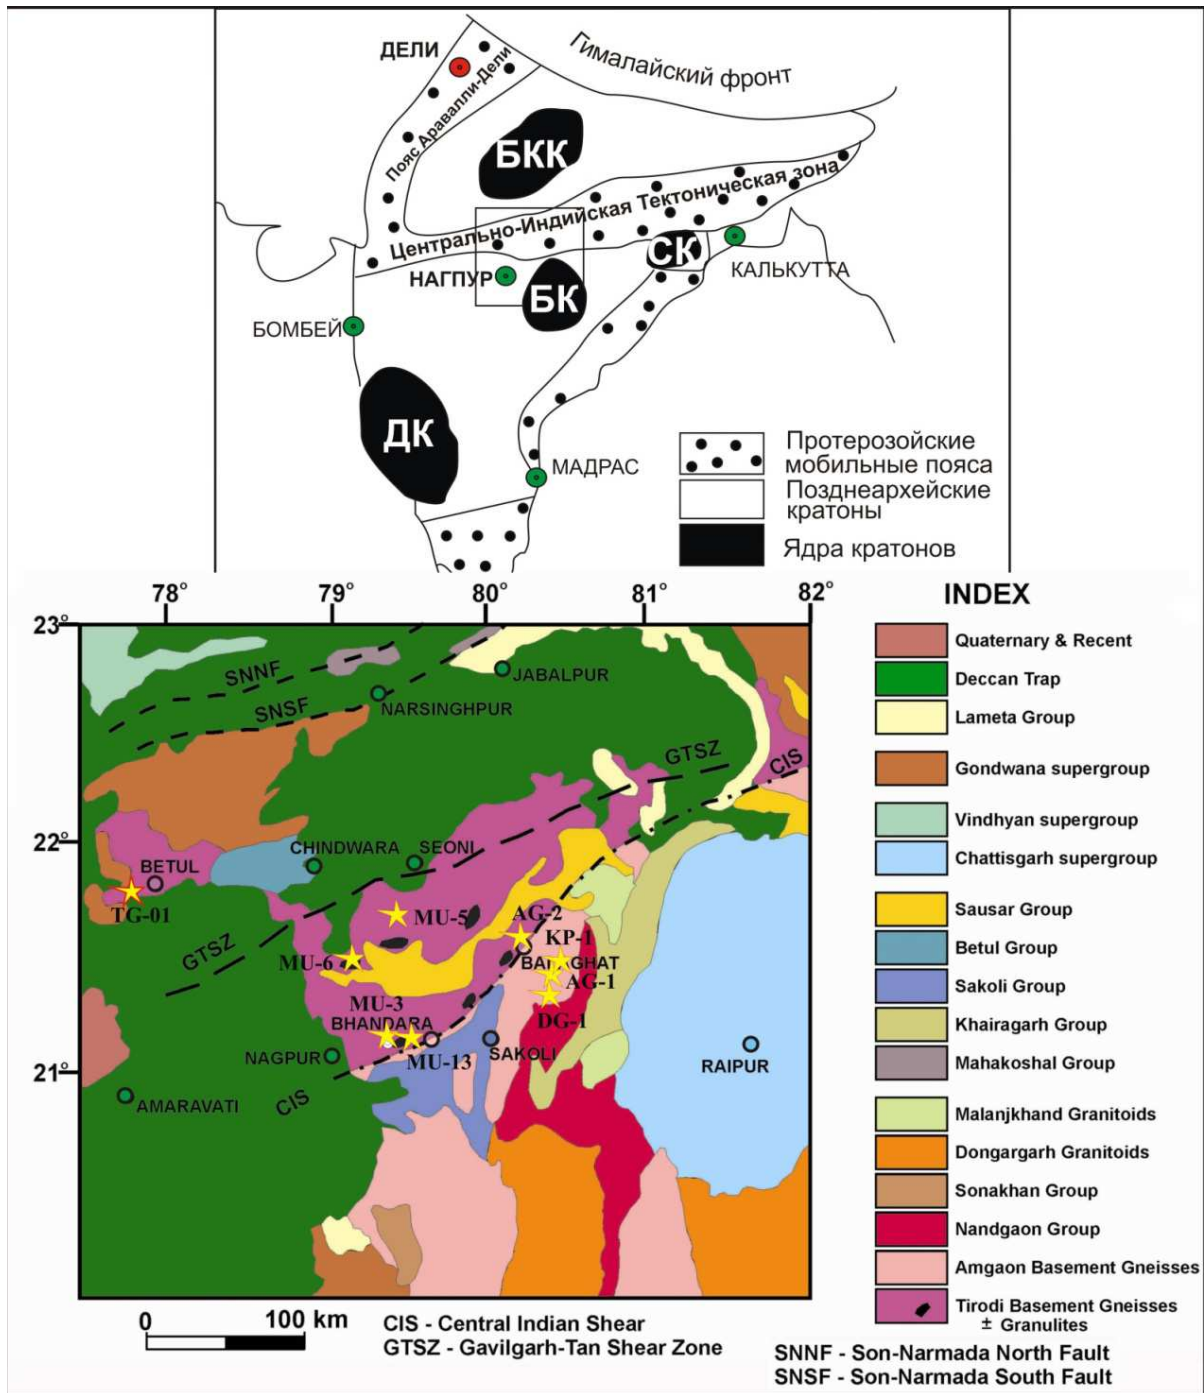 ДЕЛИ
Пояс Аравалли-Дели
Гималайский фронт
БКК
Центрально-Индийская Тектоническая зона
СК
КАЛЬКУТТА
НАГПУР
БК
БОМБЕЙ
ДК
МАДРАС
Протерозойские
мобильные пояса
Позднеархейские
кратоны
Ядра кратонов
78°
79°
80°
81°
82°
23°
22°
21°
SNNF
SNSF
JABALPUR
NARSINGHPUR
GTSZ
CIS
CHINDWARA
SEONI
BETUL
TG-01
MU-5
AG-2
KP-1
GTSZ
MU-6
BALAGHAT
AG-1
MU-3
BHANDARA
DG-1
NAGPUR
MU-13
SAKOLI
RAIPUR
CIS
AMARAVATI
INDEX
Quaternary & Recent
Deccan Trap
Lameta Group
Gondwana supergroup
Vindhyan supergroup
Chattisgarh supergroup
Sausar Group
Betul Group
Sakoli Group
Khairagarh Group
Mahakoshal Group
Malanjkhand Granitoids
Dongargarh Granitoids
Sonakhan Group
Nandgaon Group
Amgaon Basement Gneisses
Tirodi Basement Gneisses
± Granulites
0 100 km
CIS - Central Indian Shear
GTSZ - Gavilgarh-Tan Shear Zone
SNNF - Son-Narmada North Fault
SNSF - Son-Narmada South Fault